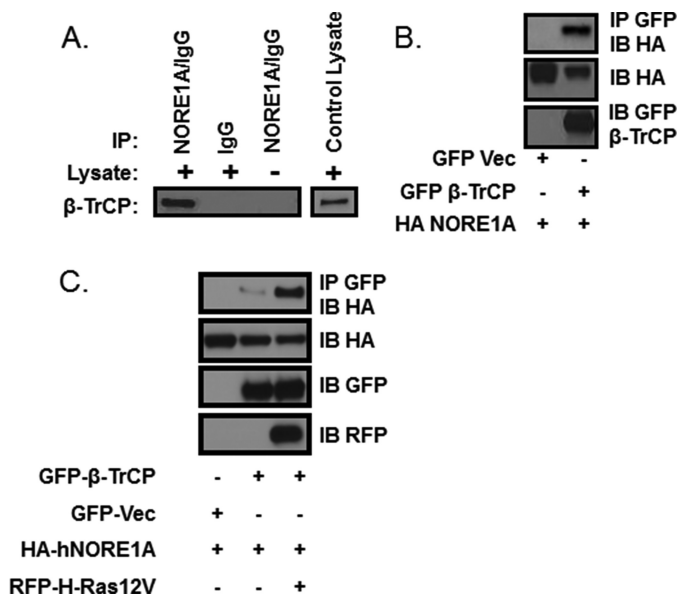 A.
IP:
NORE1A/IgG
IgG
NORE1A/IgG
Control Lysate
Lysate: + + - +
β-TrCP:
B.
IP GFP
IB HA
IB HA
IB GFP
β-TrCP
GFP Vec + -
GFP β-TrCP - +
HA NORE1A + +
C.
IP GFP
IB HA
IB HA
IB GFP
IB RFP
GFP-β-TrCP - + +
GFP-Vec + - -
HA-hNORE1A + + +
RFP-H-Ras12V - - +